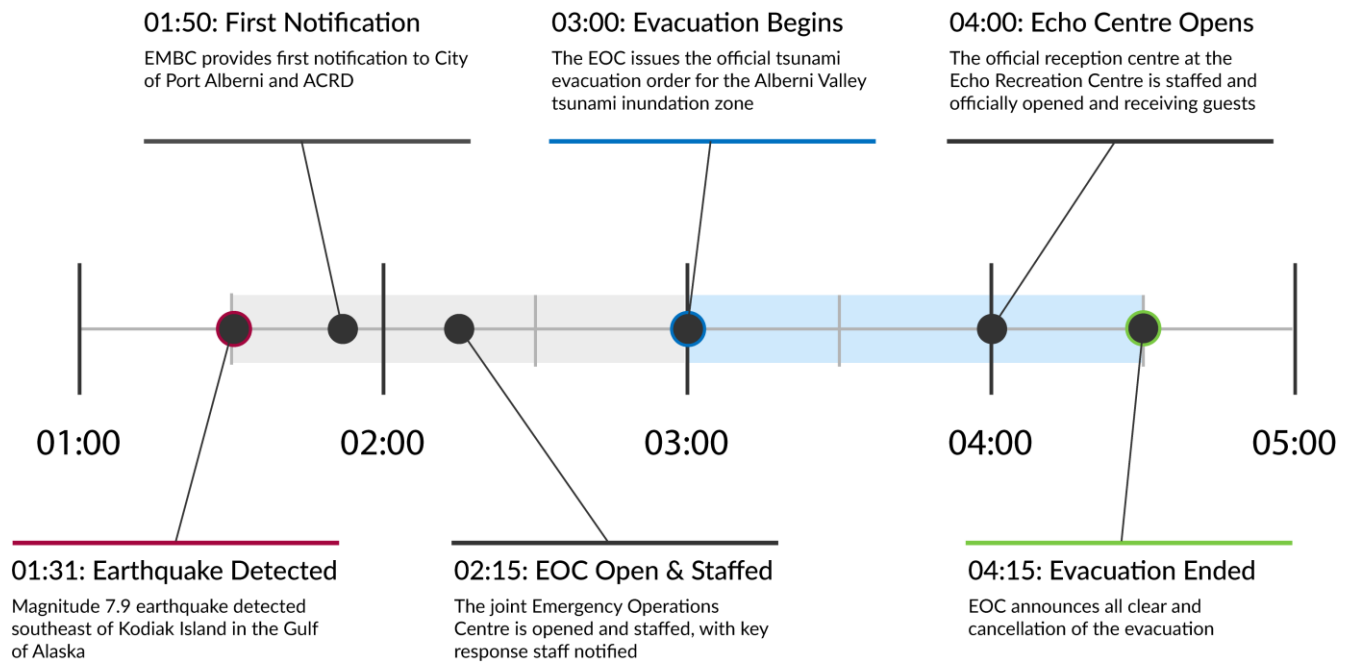 01:50: First Notification
EMBC provides first notification to City
of Port Alberni and ACRD
03:00: Evacuation Begins
The EOC issues the official tsunami
evacuation order for the Alberni Valley
tsunami inundation zone
04:00: Echo Centre Opens
The official reception centre at the
Echo Recreation Centre is staffed and
officially opened and receiving guests
01:00
02:00
03:00
04:00
05:00
01:31: Earthquake Detected
Magnitude 7.9 earthquake detected
southeast of Kodiak Island in the Gulf
of Alaska
02:15: EOC Open & Staffed
The joint Emergency Operations
Centre is opened and staffed, with key
response staff notified
04:15: Evacuation Ended
EOC announces all clear and
cancellation of the evacuation